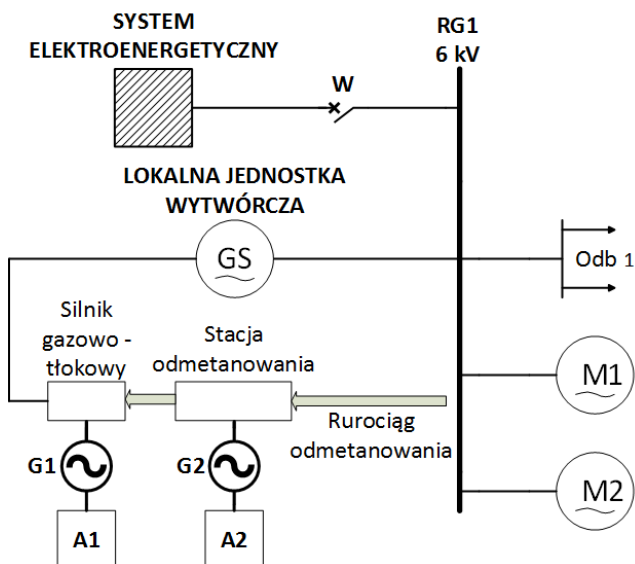 SYSTEM
ELEKTROENERGETYCZNY
RG1
6 kV
W
LOKALNA JEDNOSTKA
WYTWÓRCZA
GS
Odb 1
Silnik
gazowo -
tłokowy
Stacja
odmetanowania
M1
Rurociąg
odmetanowania
G1
G2
M2
A1
A2